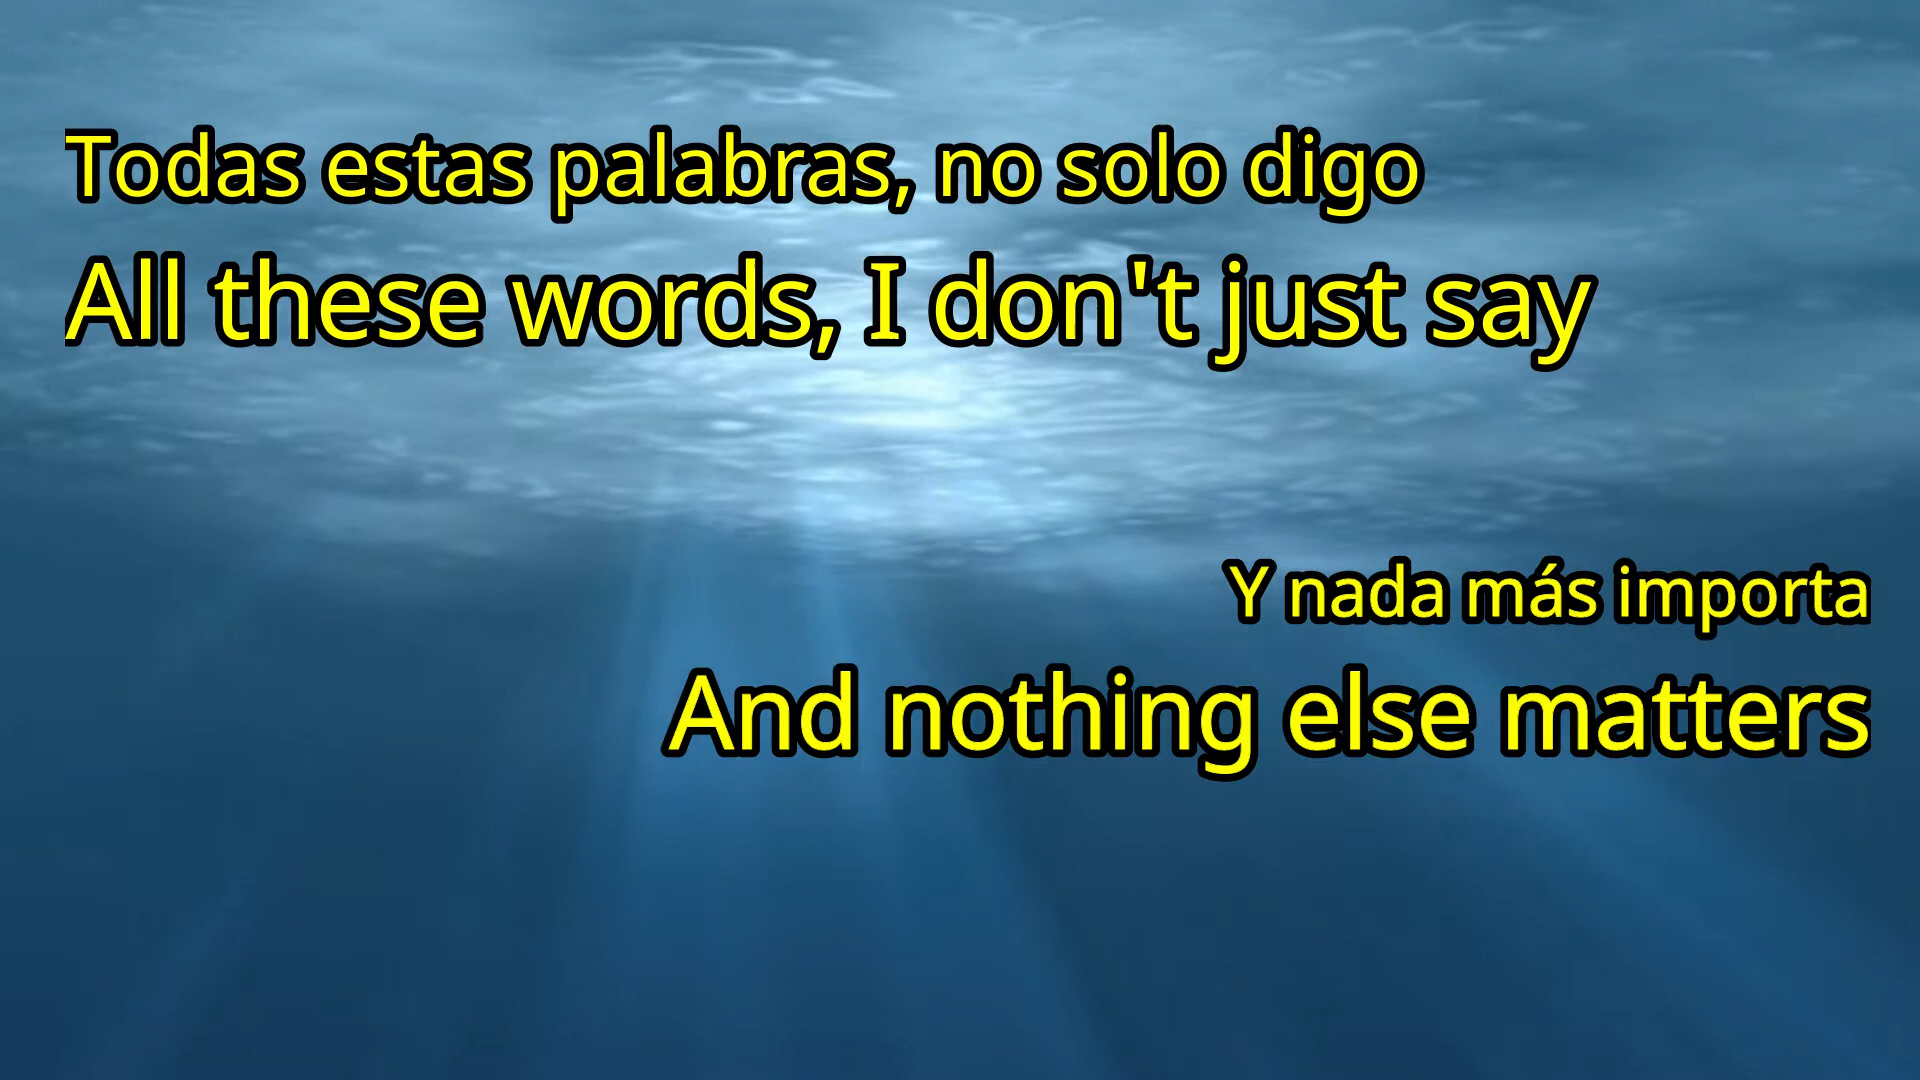 Todas estas palabras, no solo digo
All these words, I don't just say
Y nada más importa
And nothing else matters